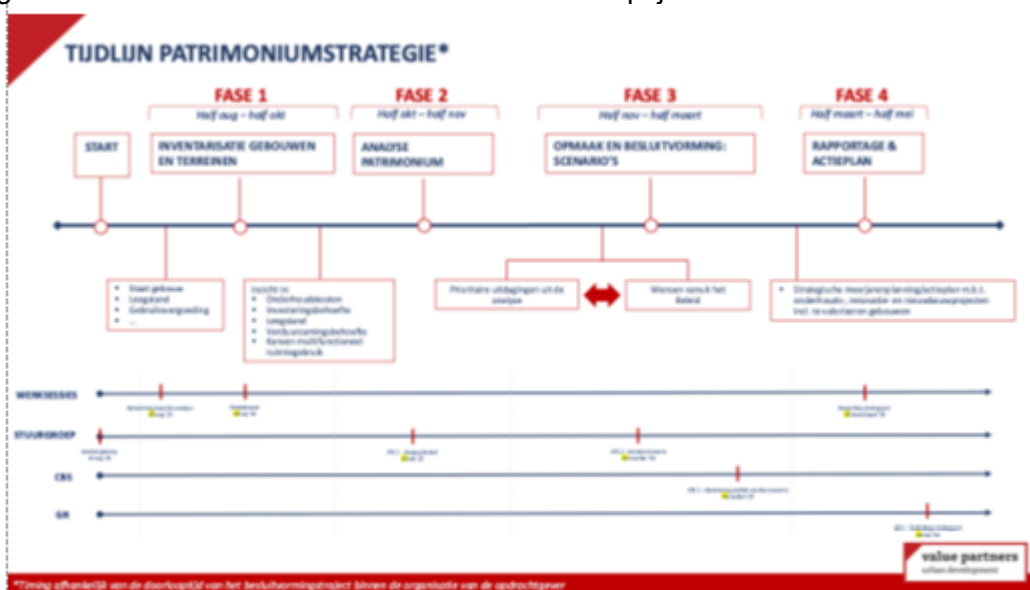 TIJDLIJN PATRIMONIUMSTRATEGIE*
FASE 1
Half aug – half okt
FASE 2
Half okt – half nov
FASE 3
Half nov – half maart
FASE 4
Half maart – half mei
START
INVENTARISATIE GEBOUWEN
EN TERREINEN
ANALYSE
PATRIMONIUM
OPMAAK EN BESLUITVORMING:
SCENARIO'S
RAPPORTAGE &
ACTIEPLAN
Staat gebouw
Leegstand
Gebruiksvergoeding
...
Inzicht in:
Onderhoudskosten
Investeringsbehoefte
Leegstand
Verduurzamingsbehoefte
Kansen multifunctioneel
ruimtegebruik
Prioritaire uitdagingen uit de
analyse
Wensen vanuit het
Beleid
Strategische meerjarenplanning/actieplan m.b.t.
onderhouds-, renovatie- en nieuwbouwprojecten
incl. te valoriseren gebouwen
WERKSESSIES
STUURGROEP
CBS
GR
value partners
urban development
*Timing afhankelijk van de doorlooptijd van het besluitvormingstraject binnen de organisatie van de opdrachtgever